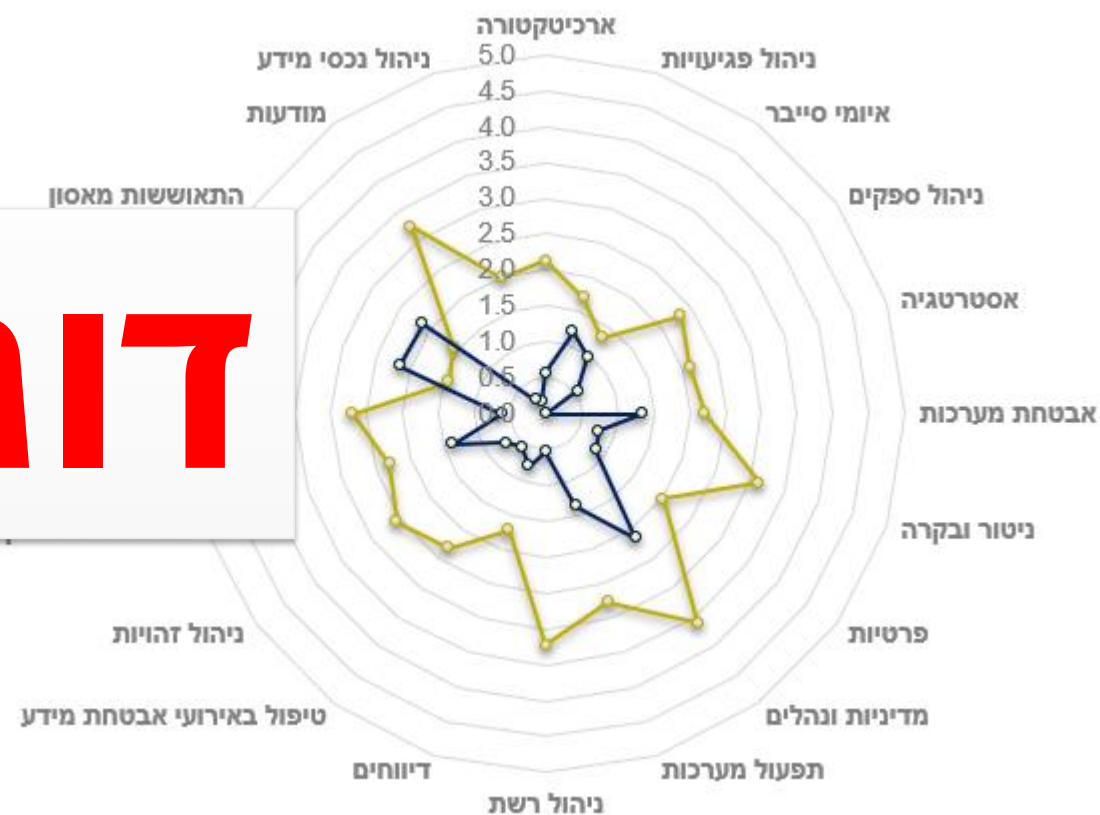 ארכיטקטורה
ניהול פגיעויות
איומי סייבר
ניהול ספקים
אסטרטגיה
אבטחת מערכות
ניטור ובקרה
פרטיות
מדיניות ונהלים
תפעול מערכות
ניהול רשת
דיווחים
טיפול באירועי אבטחת מידע
ניהול זהויות
התאוששות מאסון
מודעות
ניהול נכסי מידע
5.0
4.5
4.0
3.5
3.0
2.5
2.0
1.5
1.0
0.5
0.0